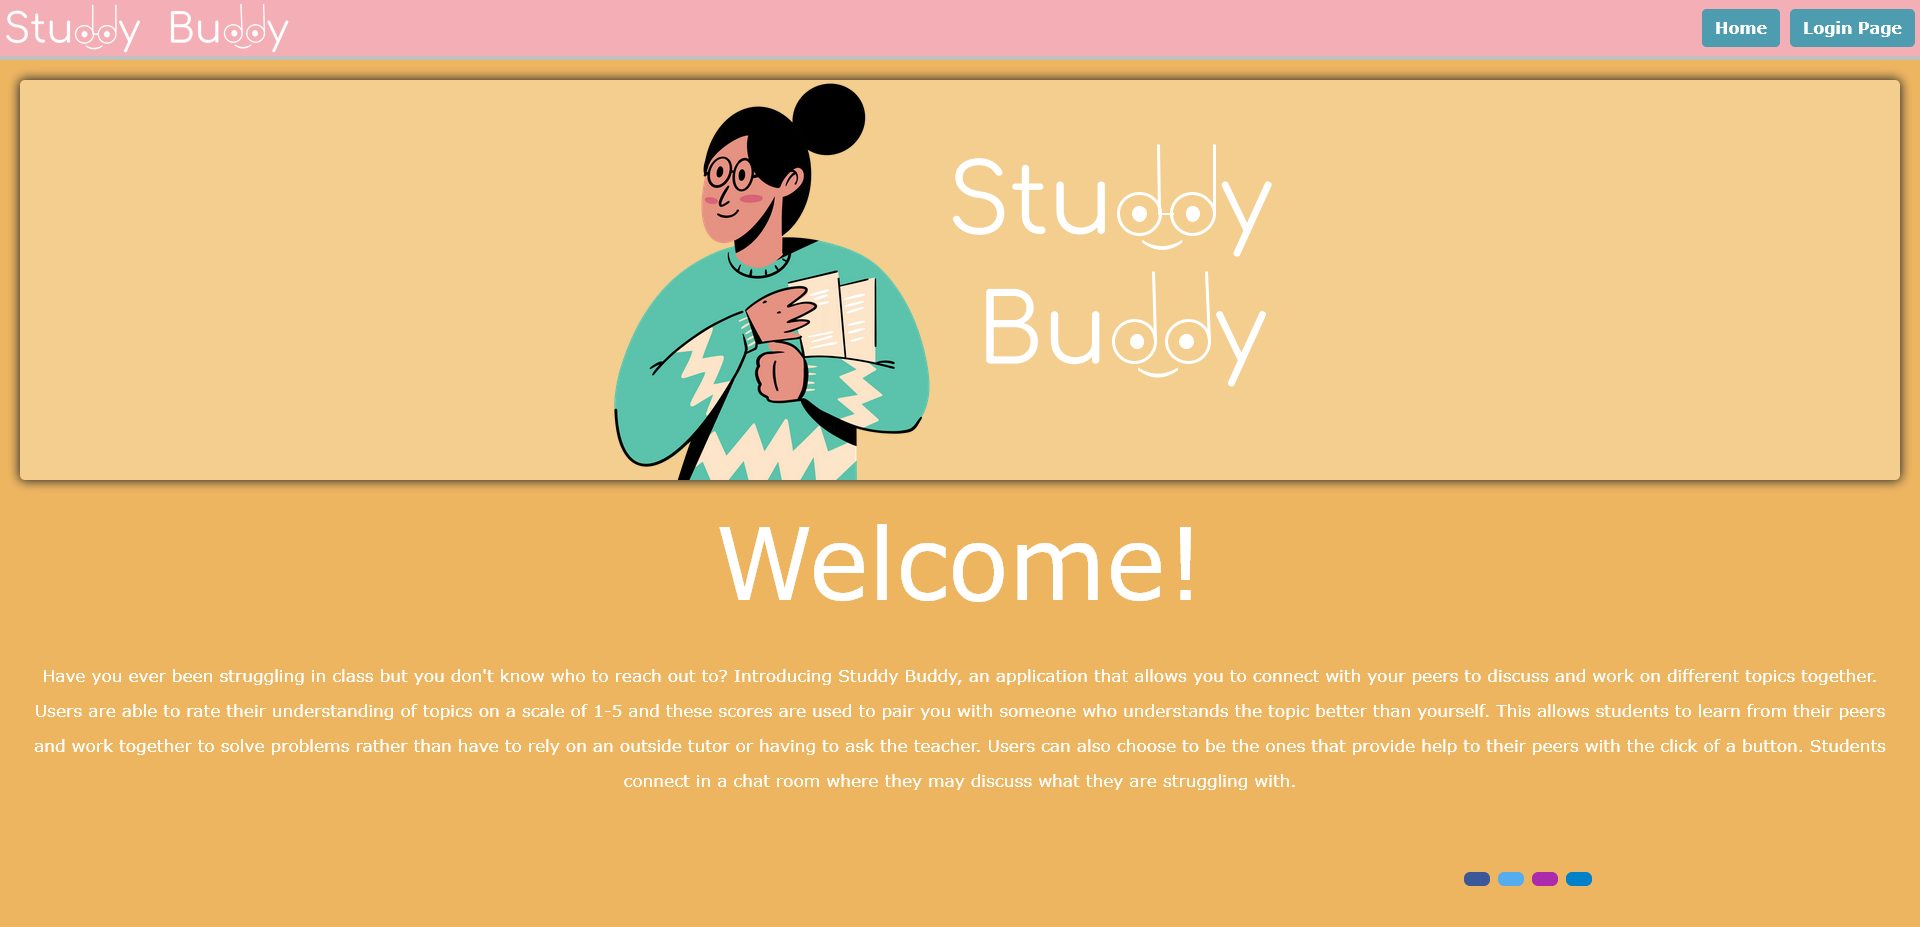 Studdy Buddy
Home
Login Page
Studdy
Buddy
Welcome!
Have you ever been struggling in class but you don't know who to reach out to? Introducing Studdy Buddy, an application that allows you to connect with your peers to discuss and work on different topics together.
Users are able to rate their understanding of topics on a scale of 1-5 and these scores are used to pair you with someone who understands the topic better than yourself. This allows students to learn from their peers
and work together to solve problems rather than have to rely on an outside tutor or having to ask the teacher. Users can also choose to be the ones that provide help to their peers with the click of a button. Students
connect in a chat room where they may discuss what they are struggling with.